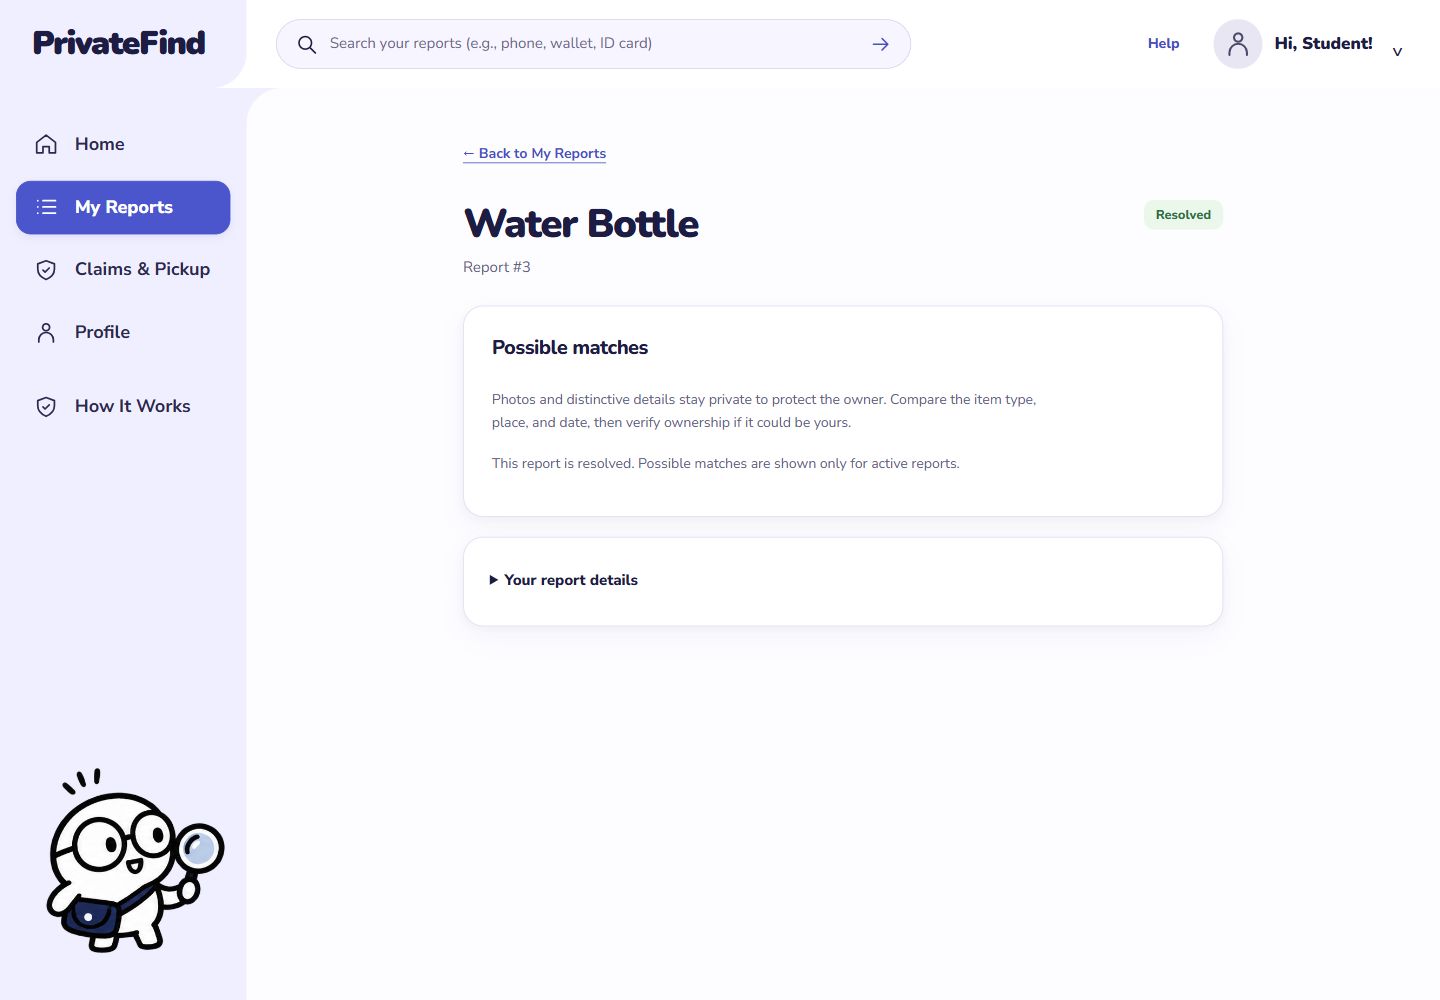 PrivateFind
Search your reports (e.g., phone, wallet, ID card)
Help
Hi, Student!
Home
My Reports
Claims & Pickup
Profile
How It Works
← Back to My Reports
Water Bottle
Resolved
Report #3
Possible matches
Photos and distinctive details stay private to protect the owner. Compare the item type,
place, and date, then verify ownership if it could be yours.
This report is resolved. Possible matches are shown only for active reports.
Your report details